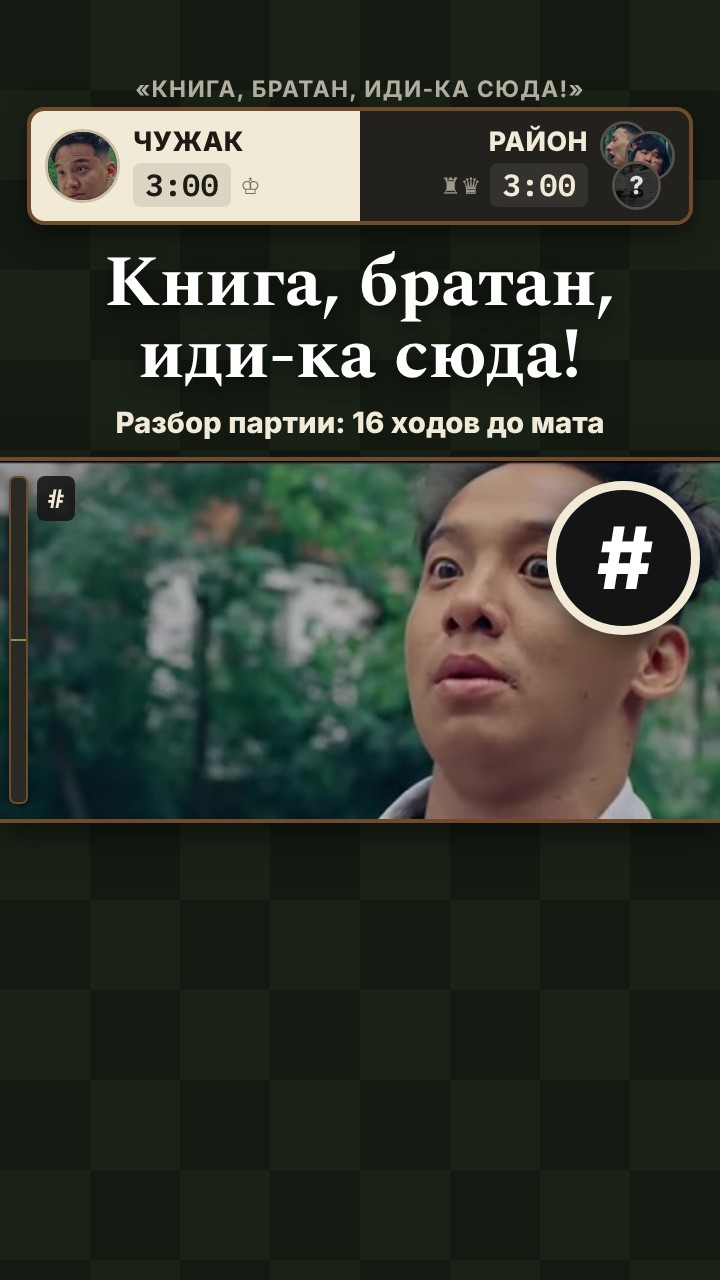 «КНИГА, БРАТАН, ИДИ-КА СЮДА!»
ЧУЖАК
3:00 ♔
РАЙОН
♜♛ 3:00
?
Книга, братан,
иди-ка сюда!
Разбор партии: 16 ходов до мата
#
#